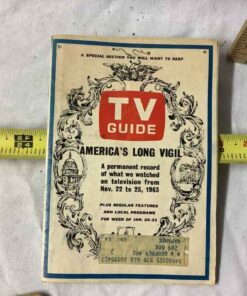 A SPECIAL SECTION YOU WILL WANT TO KEEP
TV
GUIDE
AMERICA'S LONG VIGIL
A permanent record
of what we watched
on television from
Nov. 22 to 25, 1963
PLUS REGULAR FEATURES
AND LOCAL PROGRAMS
FOR WEEK OF JAN. 25-31